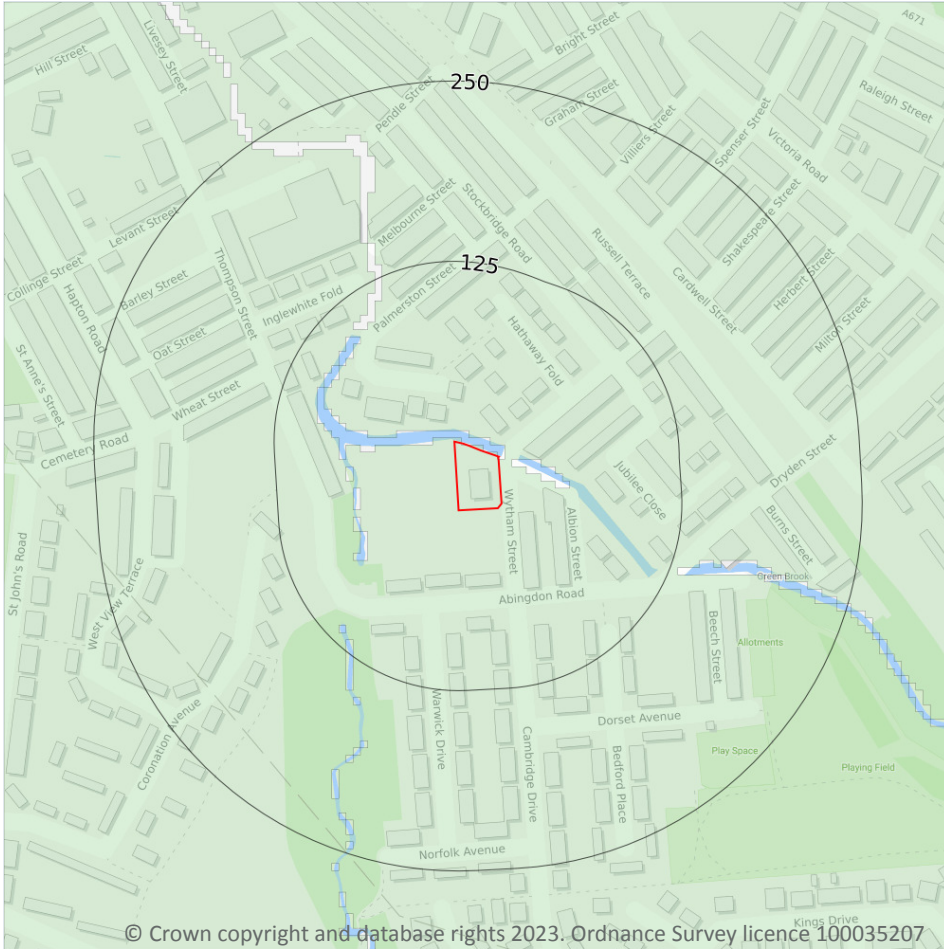 A671
Hill Street
Livesey Street
Bright Street
250
Pendle Street
Graham Street
Raleigh Street
Villiers Street
Spenser Street
Victoria Road
Levant Street
Melbourne Street
Stockbridge Road
Shakespeare Street
Collinge Street
Thompson Street
125
Russell Terrace
Cardwell Street
Herbert Street
Barley Street
Inglewhite Fold
Palmerston Street
Hapton Road
Milton Street
Oat Street
Hathaway Fold
St Anne's Street
Wheat Street
Cemetery Road
Dryden Street
Jubilee Close
Wytham Street
Albion Street
Burns Street
St John's Road
West View Terrace
Green Brook
Abingdon Road
Beech Street
Allotments
Warwick Drive
Coronation Avenue
Dorset Avenue
Cambridge Drive
Bedford Place
Play Space
Playing Field
Norfolk Avenue
Kings Drive
© Crown copyright and database rights 2023. Ordnance Survey licence 100035207